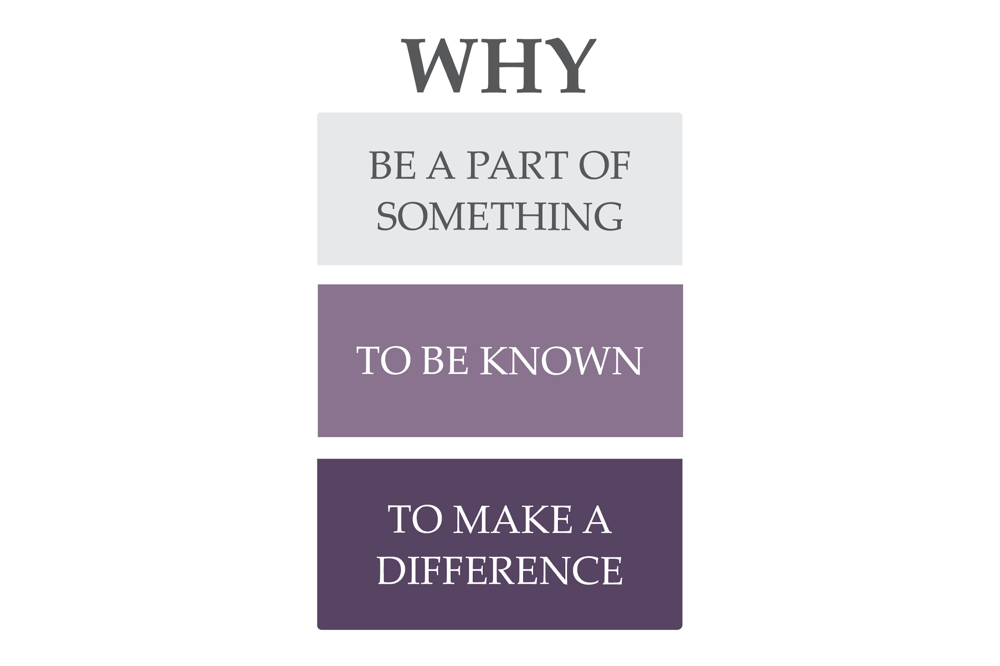 WHY
BE A PART OF
SOMETHING
TO BE KNOWN
TO MAKE A
DIFFERENCE